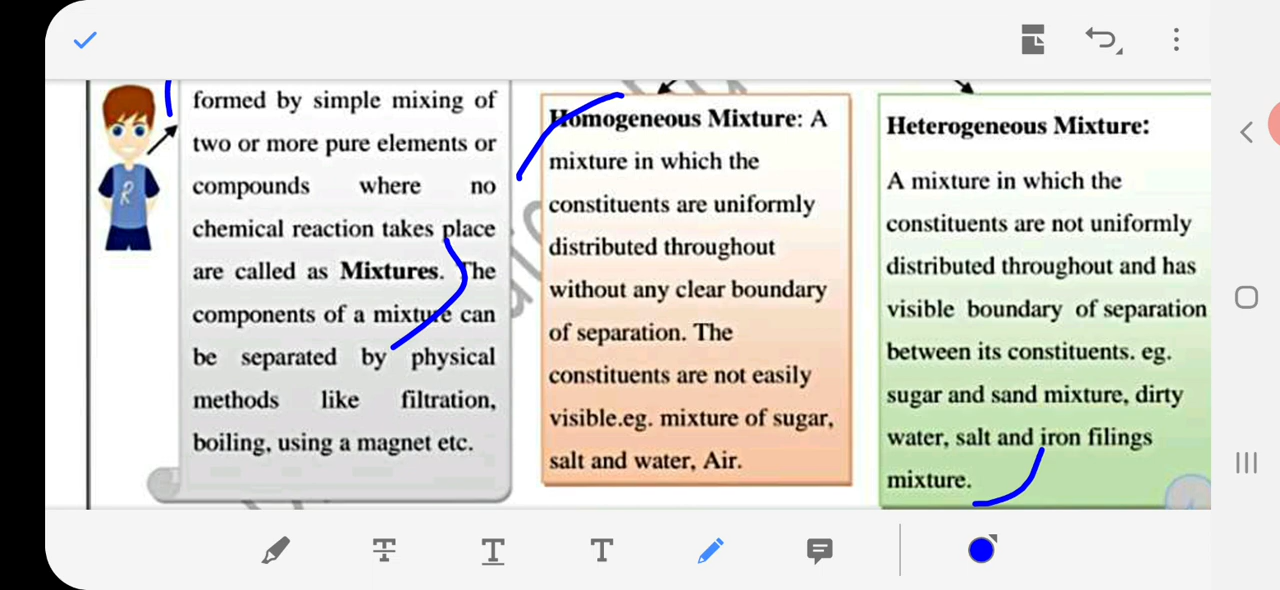 formed by simple mixing of
two or more pure elements or
compounds where no
chemical reaction takes place
are called as Mixtures. The
components of a mixture can
be separated by physical
methods like filtration,
boiling, using a magnet etc.
Homogeneous Mixture: A
mixture in which the
constituents are uniformly
distributed throughout
without any clear boundary
of separation. The
constituents are not easily
visible.eg. mixture of sugar,
salt and water, Air.
Heterogeneous Mixture:
A mixture in which the
constituents are not uniformly
distributed throughout and has
visible boundary of separation
between its constituents. eg.
sugar and sand mixture, dirty
water, salt and iron filings
mixture.